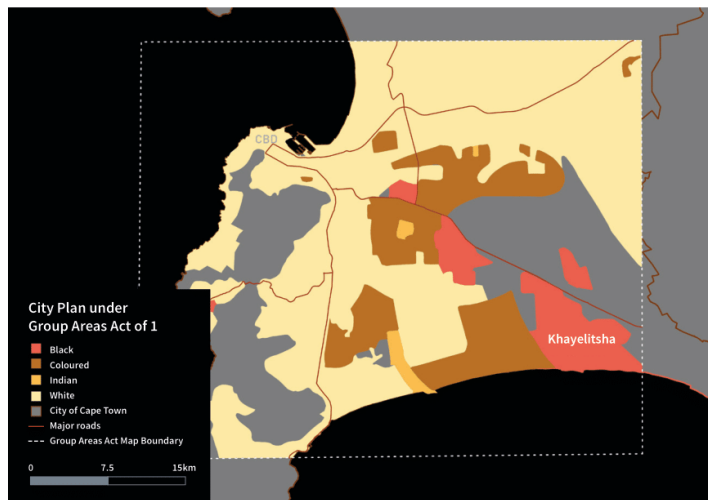 CBD
Khayelitsha
City Plan under
Group Areas Act of 1
Black
Coloured
Indian
White
City of Cape Town
Major roads
Group Areas Act Map Boundary
0 7.5 15km